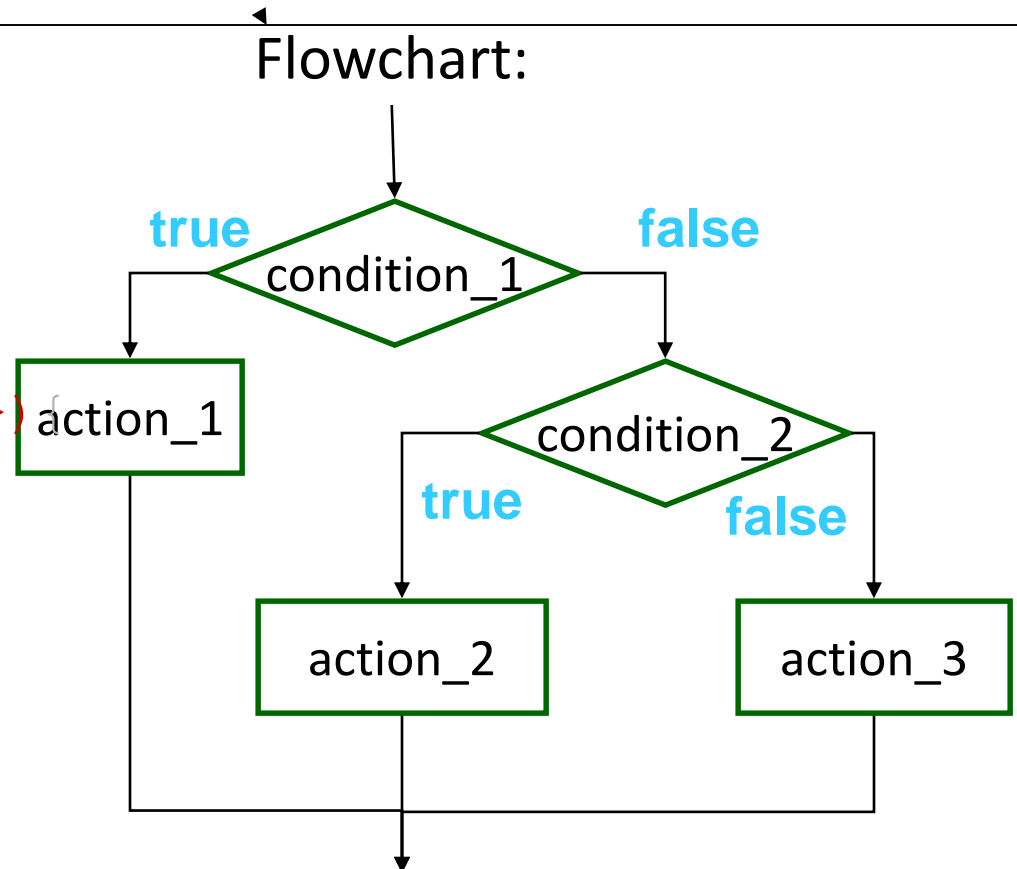 Flowchart:
true
false
condition_1
) {
action_1
condition_2
true
false
action_2
action_3